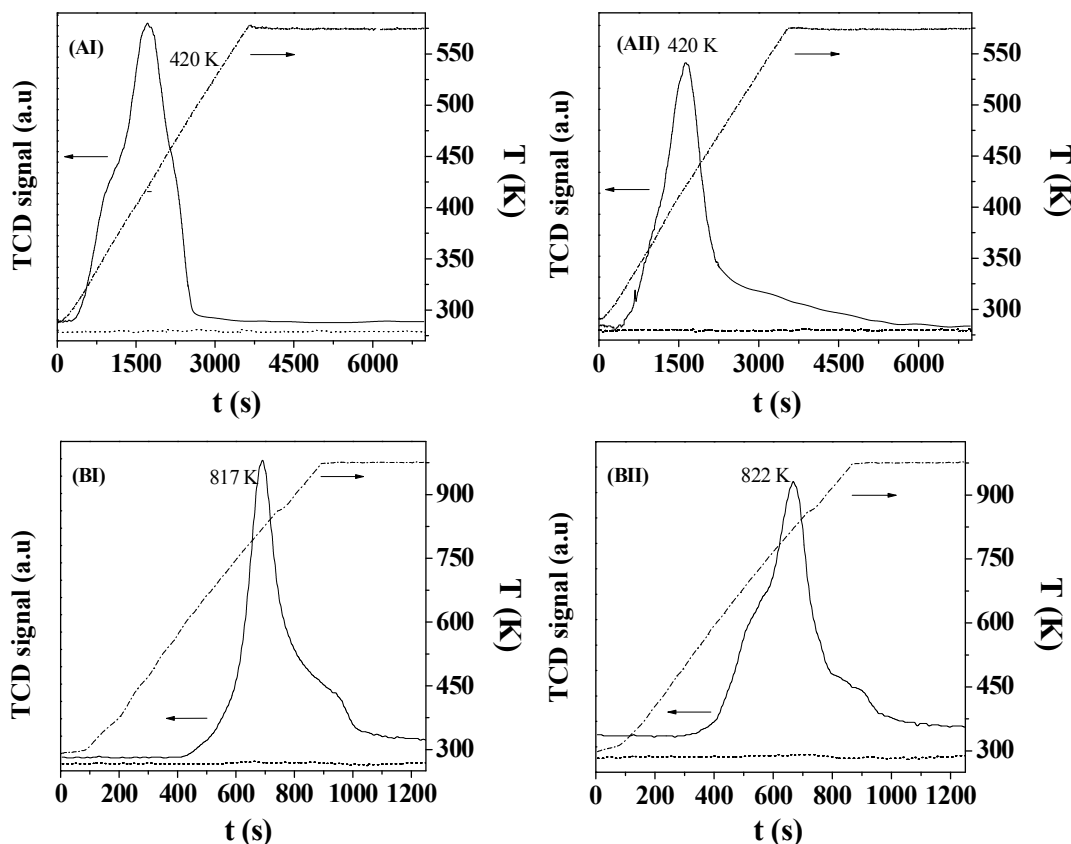 (AI)
420 K
TCD signal (a.u)
550
500
450
400
350
300
T (K)
0 1500 3000 4500 6000
t (s)
(AII)
420 K
TCD signal (a.u)
550
500
450
400
350
300
T (K)
0 1500 3000 4500 6000
t (s)
(BI)
817 K
TCD signal (a.u)
900
750
600
450
300
T (K)
0 200 400 600 800 1000 1200
t (s)
(BII)
822 K
TCD signal (a.u)
900
750
600
450
300
T (K)
0 200 400 600 800 1000 1200
t (s)